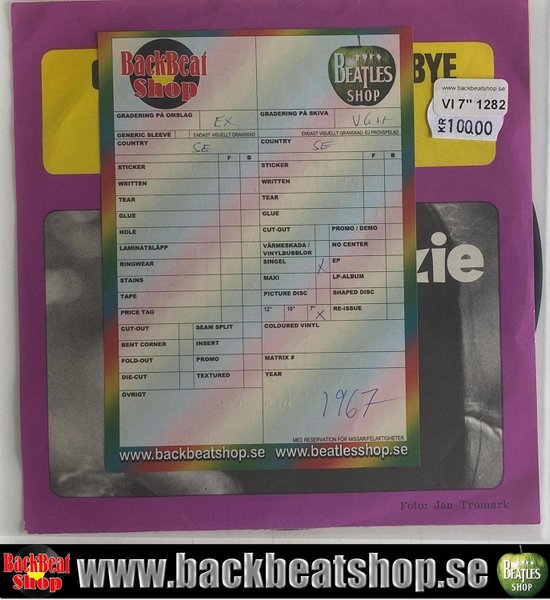 BYE
BackBeat
Shop
BEATLES
SHOP
www.backbeatshop.se
VI 7" 1282
KR 100.00
GRADERING PÅ OMSLAG EX GRADERING PÅ SKIVA VG++
GENERIC SLEEVE ENDAST VISUELLT GRANSKAD ENDAST VISUELLT GRANSKAD, EJ PROVSPELAD
COUNTRY SE COUNTRY SE
F B F B
STICKER STICKER
WRITTEN WRITTEN
TEAR TEAR
GLUE GLUE
HOLE CUT-OUT PROMO / DEMO
LAMINATSLÄPP VÄRMESKADA / VINYLBUBBLOR NO CENTER
RINGWEAR SINGEL X EP
STAINS MAXI LP-ALBUM
TAPE PICTURE DISC SHAPED DISC
PRICE TAG 12" 10" 7" X RE-ISSUE
CUT-OUT SEAM SPLIT COLOURED VINYL
BENT CORNER INSERT
FOLD-OUT PROMO MATRIX #
DIE-CUT TEXTURED YEAR
ÖVRIGT
1967
MED RESERVATION FÖR MISSAR/FELAKTIGHETER
www.backbeatshop.se www.beatlesshop.se
zie
Foto: Jan Tromark
BackBeat
Shop
www.backbeatshop.se
BEATLES
SHOP